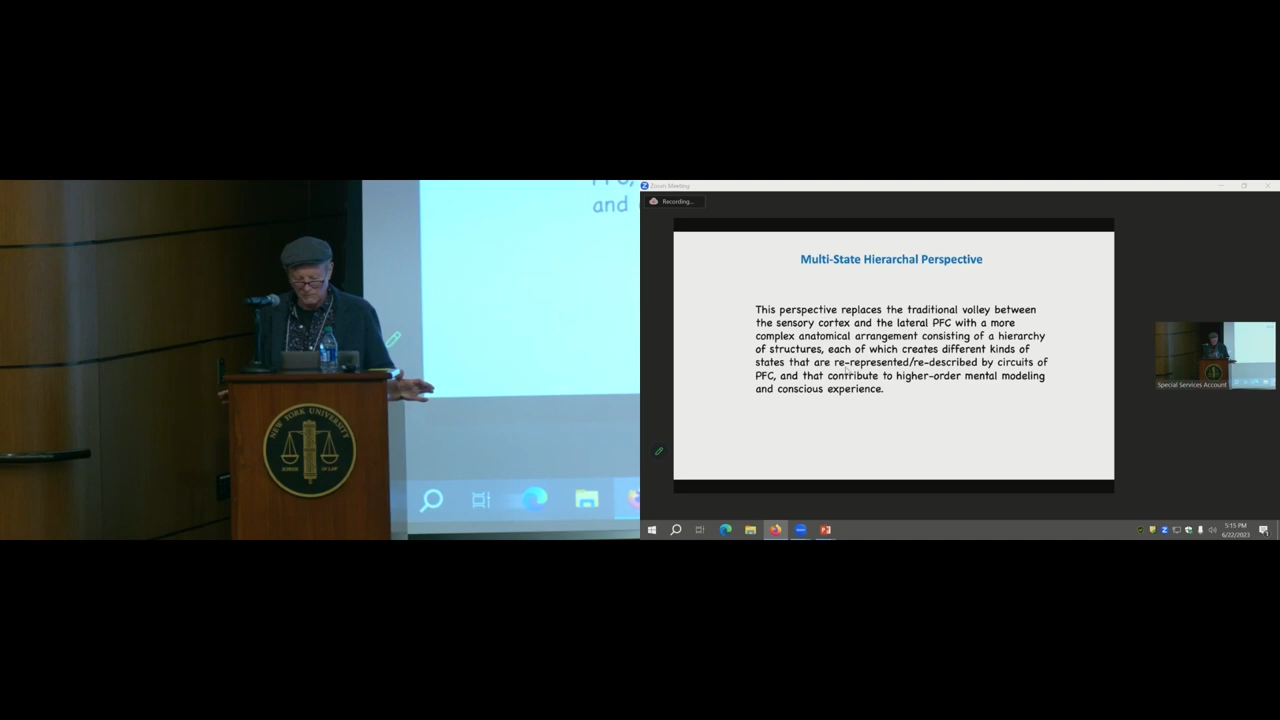 and
NEW YORK UNIVERSITY
SCHOOL OF LAW
Zoom Meeting
Recording...
Multi-State Hierarchal Perspective
This perspective replaces the traditional volley between
the sensory cortex and the lateral PFC with a more
complex anatomical arrangement consisting of a hierarchy
of structures, each of which creates different kinds of
states that are re-represented/re-described by circuits of
PFC, and that contribute to higher-order mental modeling
and conscious experience.
Special Services Account
5:15 PM
6/22/2023